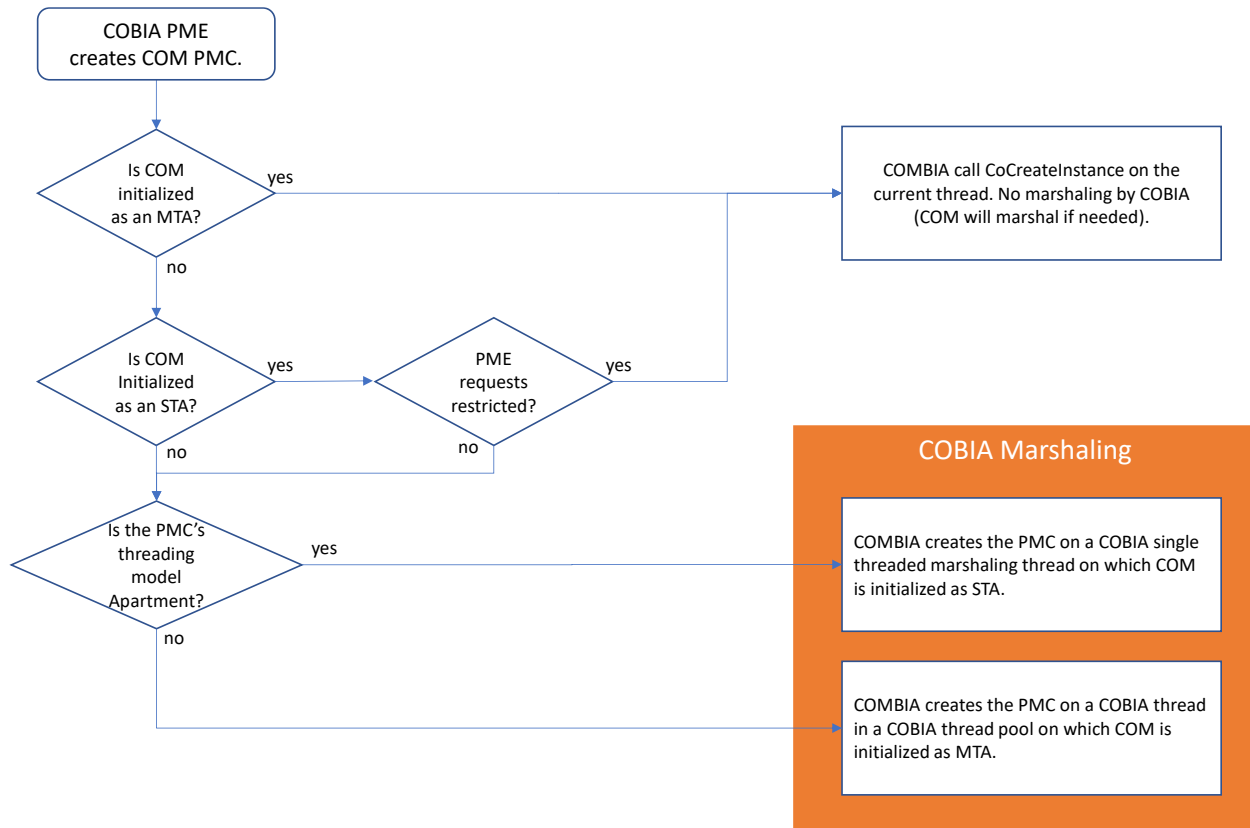 COBIA PME
creates COM PMC.
Is COM
initialized
as an MTA?
yes
COMBIA call CoCreateInstance on the
current thread. No marshaling by COBIA
(COM will marshal if needed).
no
Is COM
Initialized
as an STA?
yes
PME
requests
restricted?
yes
no
no
COBIA Marshaling
Is the PMC's
threading
model
Apartment?
yes
COMBIA creates the PMC on a COBIA single
threaded marshaling thread on which COM
is initialized as STA.
no
COMBIA creates the PMC on a COBIA thread
in a COBIA thread pool on which COM is
initialized as MTA.